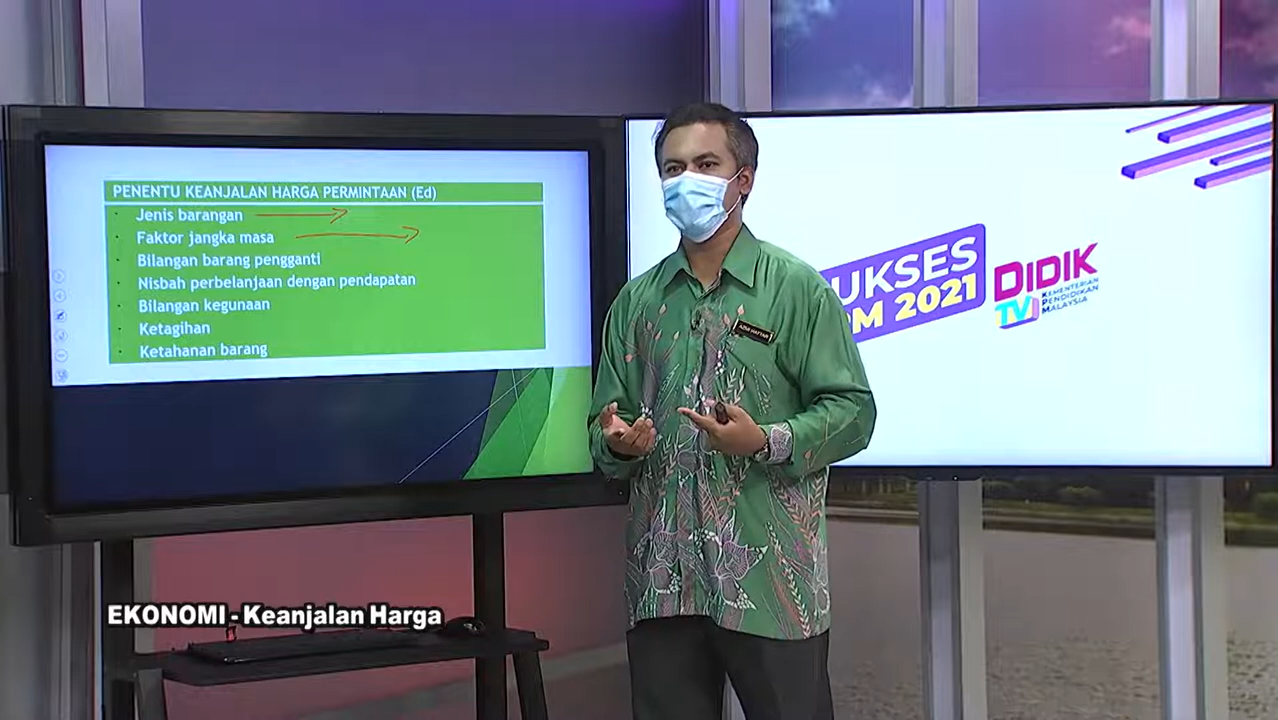 PENENTU KEANJALAN HARGA PERMINTAAN (Ed)
Jenis barangan
Faktor jangka masa
Bilangan barang pengganti
Nisbah perbelanjaan dengan pendapatan
Bilangan kegunaan
Ketagihan
Ketahanan barang
UKSES
M 2021
DIDIK
TV
KEMENTERIAN
PENDIDIKAN
MALAYSIA
EKONOMI - Keanjalan Harga